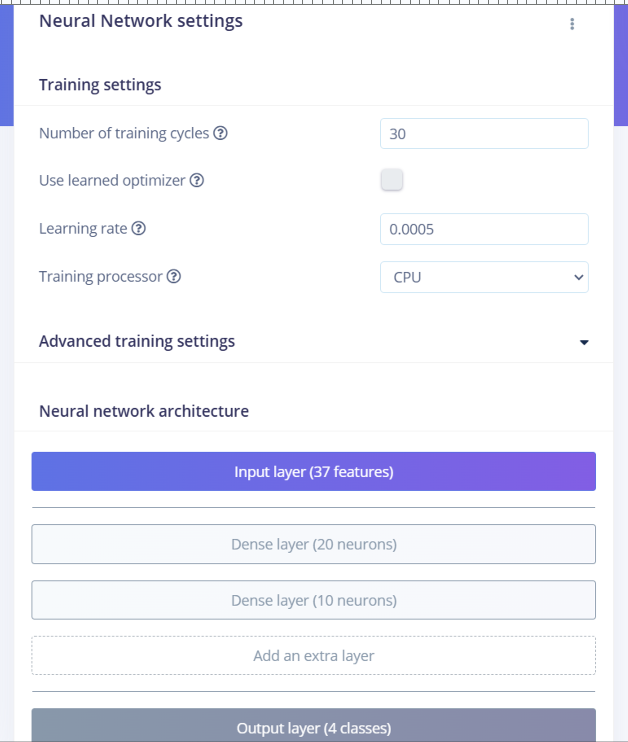 Neural Network settings
Training settings
Number of training cycles ?
30
Use learned optimizer ?
Learning rate ?
0.0005
Training processor ?
CPU
Advanced training settings
Neural network architecture
Input layer (37 features)
Dense layer (20 neurons)
Dense layer (10 neurons)
Add an extra layer
Output layer (4 classes)